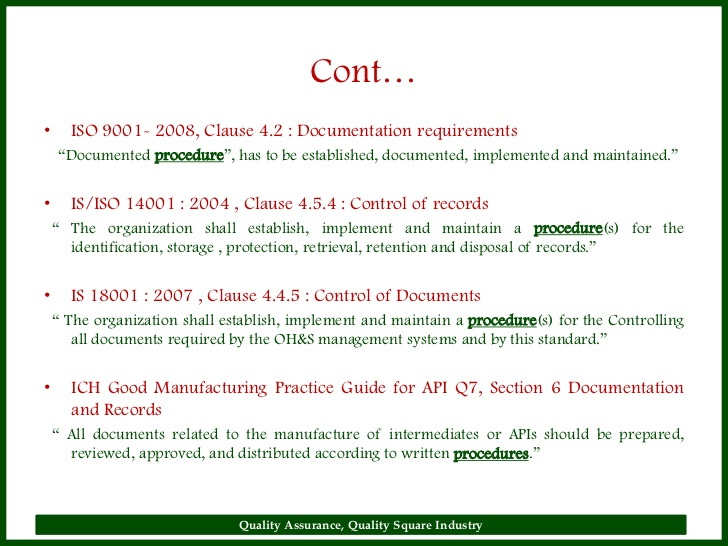 Cont…
• ISO 9001- 2008, Clause 4.2 : Documentation requirements
“Documented procedure”, has to be established, documented, implemented and maintained.”
• IS/ISO 14001 : 2004 , Clause 4.5.4 : Control of records
“ The organization shall establish, implement and maintain a procedure(s) for the
identification, storage , protection, retrieval, retention and disposal of records.”
• IS 18001 : 2007 , Clause 4.4.5 : Control of Documents
“ The organization shall establish, implement and maintain a procedure(s) for the Controlling
all documents required by the OH&S management systems and by this standard.”
• ICH Good Manufacturing Practice Guide for API Q7, Section 6 Documentation
and Records
“ All documents related to the manufacture of intermediates or APIs should be prepared,
reviewed, approved, and distributed according to written procedures.”
Quality Assurance, Quality Square Industry